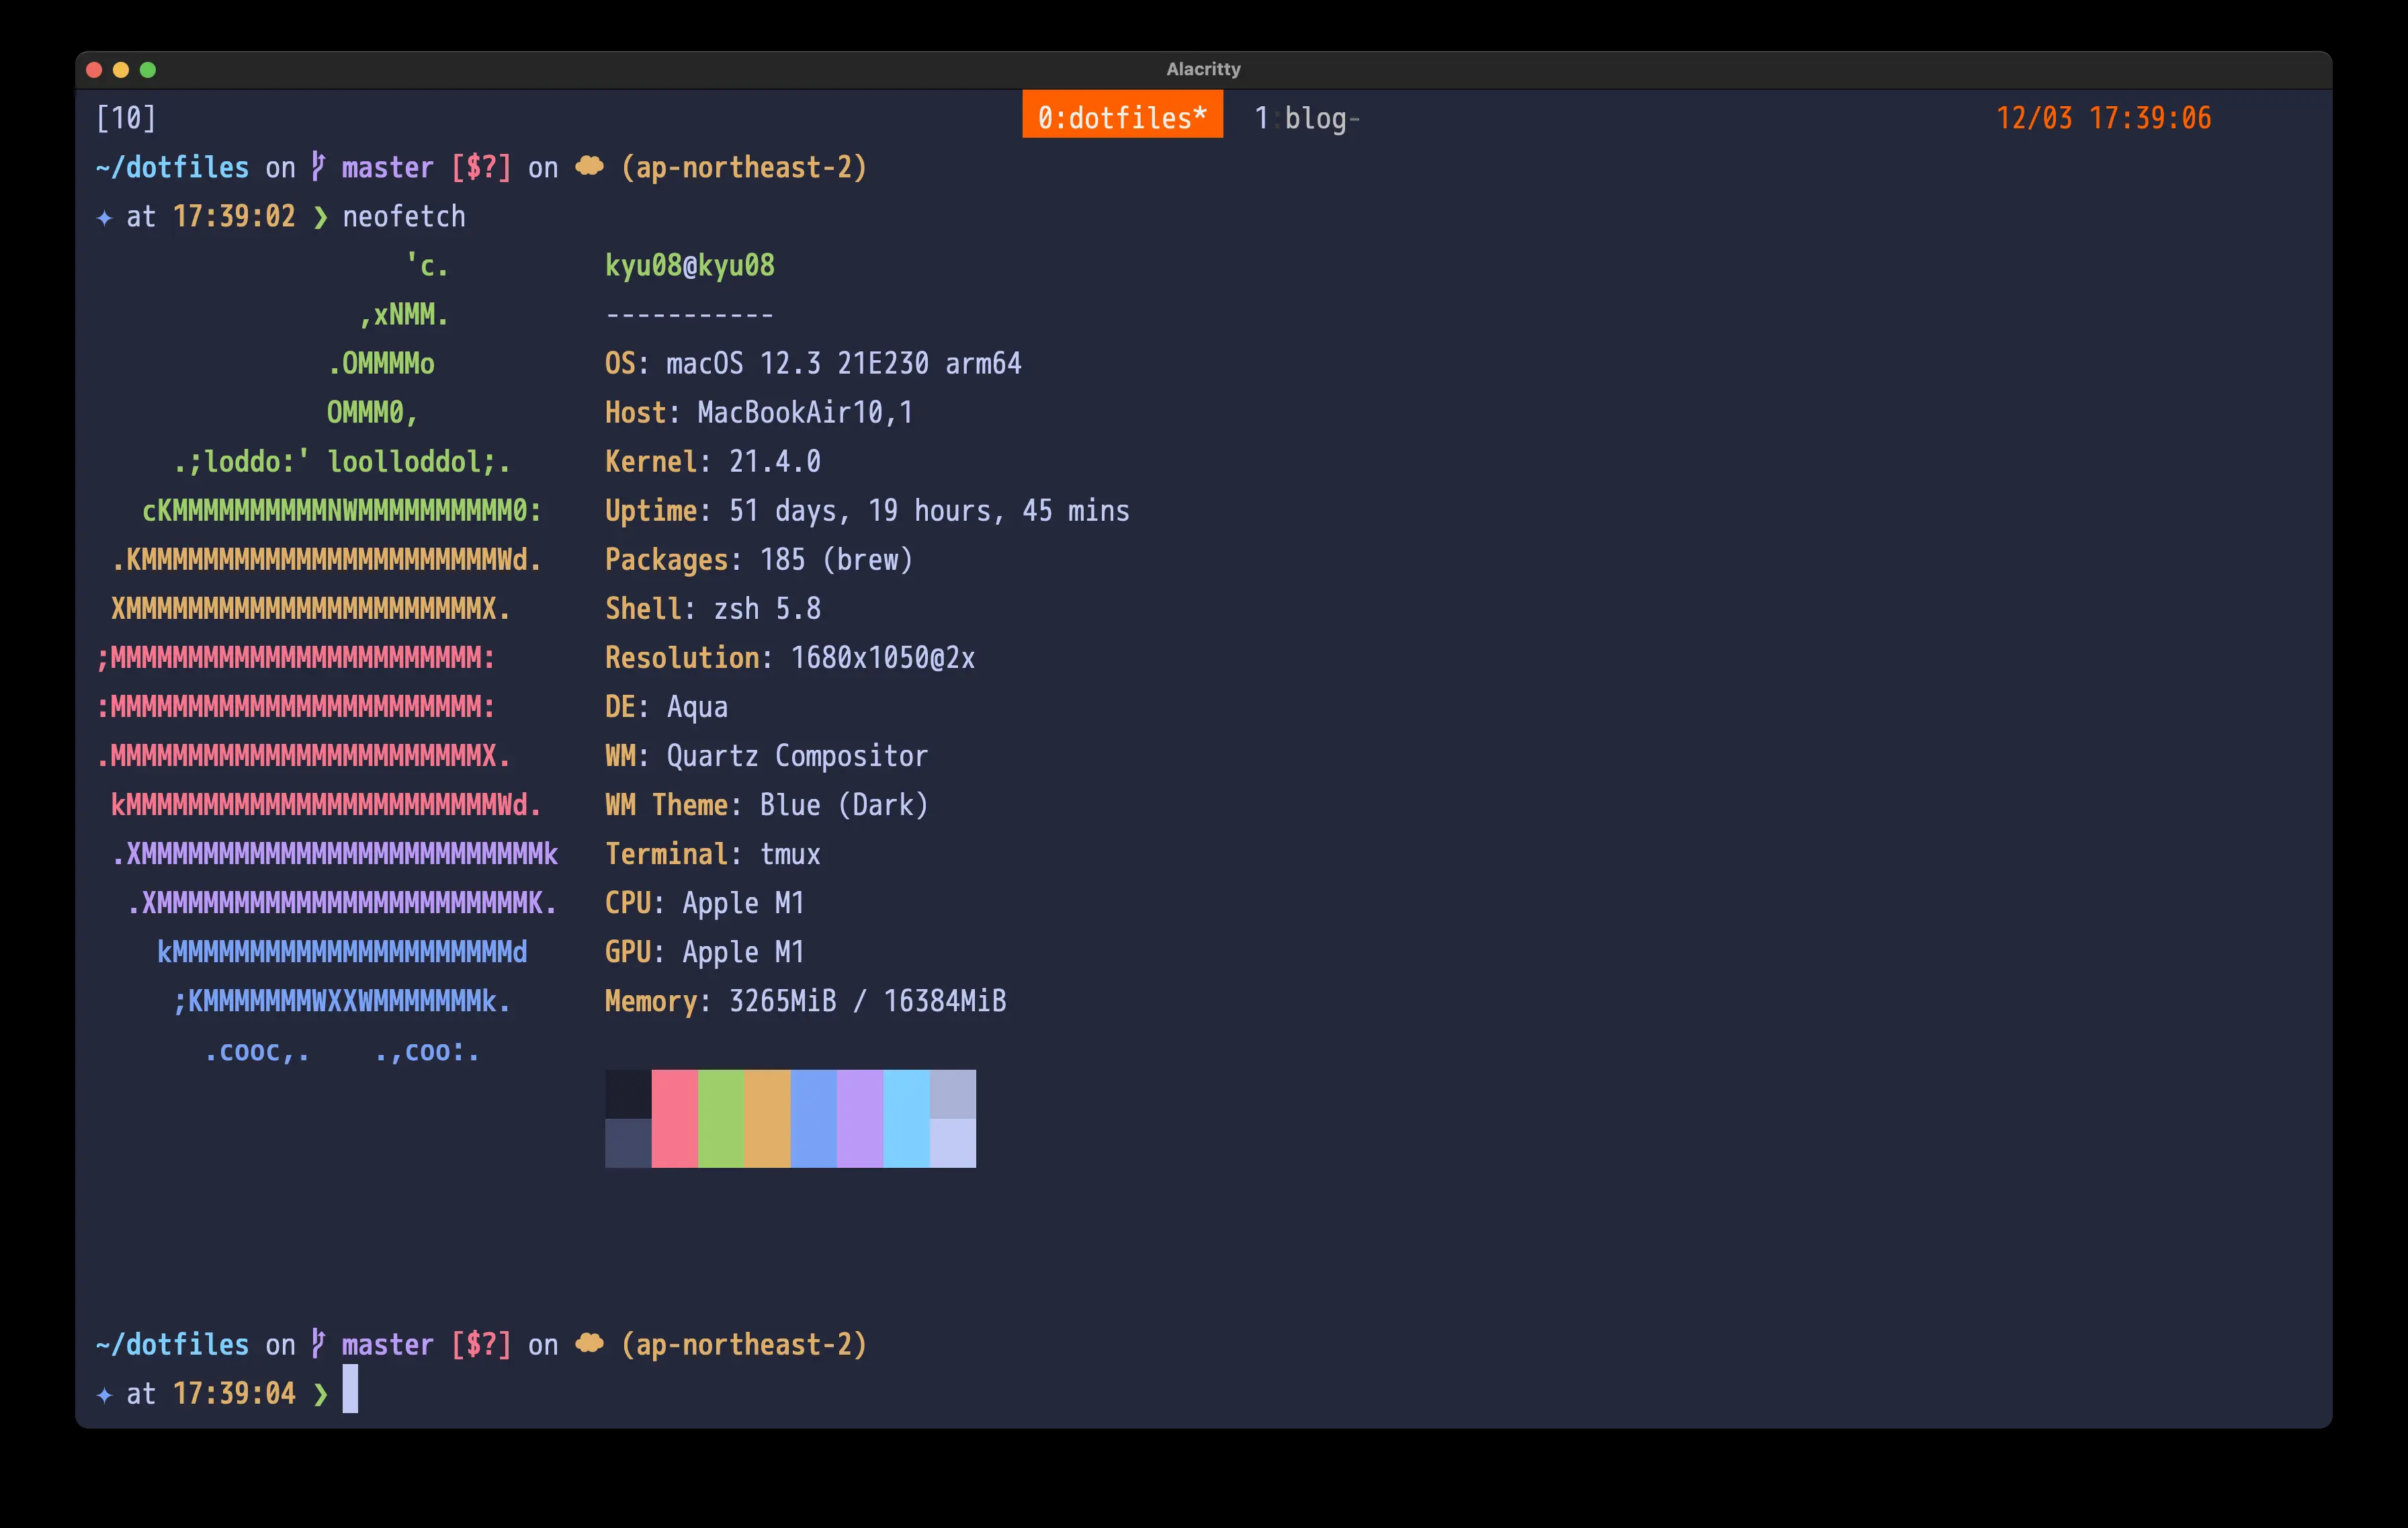 Alacritty
[10] 0:dotfiles* 1:blog- 12/03 17:39:06
~/dotfiles on master [$?] on (ap-northeast-2)
✦ at 17:39:02 ❯ neofetch
                    'c.          kyu08@kyu08
                 ,xNMM.          -----------
               .OMMMMo           OS: macOS 12.3 21E230 arm64
               OMMM0,            Host: MacBookAir10,1
     .;loddo:' loolloddol;.      Kernel: 21.4.0
   cKMMMMMMMMMMNWMMMMMMMMMM0:    Uptime: 51 days, 19 hours, 45 mins
 .KMMMMMMMMMMMMMMMMMMMMMMMWd.    Packages: 185 (brew)
 XMMMMMMMMMMMMMMMMMMMMMMMX.      Shell: zsh 5.8
;MMMMMMMMMMMMMMMMMMMMMMMM:       Resolution: 1680x1050@2x
:MMMMMMMMMMMMMMMMMMMMMMMM:       DE: Aqua
.MMMMMMMMMMMMMMMMMMMMMMMMX.      WM: Quartz Compositor
 kMMMMMMMMMMMMMMMMMMMMMMMMWd.    WM Theme: Blue (Dark)
 .XMMMMMMMMMMMMMMMMMMMMMMMMMMk   Terminal: tmux
  .XMMMMMMMMMMMMMMMMMMMMMMMMK.   CPU: Apple M1
    kMMMMMMMMMMMMMMMMMMMMMMd     GPU: Apple M1
     ;KMMMMMMMWXXWMMMMMMMk.      Memory: 3265MiB / 16384MiB
       .cooc,.    .,coo:.
~/dotfiles on master [$?] on (ap-northeast-2)
✦ at 17:39:04 ❯